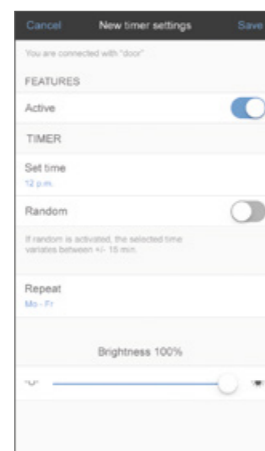 Cancel New timer settings Save
You are connected with "door"
FEATURES
Active
TIMER
Set time
12 p.m.
Random
If random is activated, the selected time
variates between +/- 15 min.
Repeat
Mo - Fr
Brightness 100%